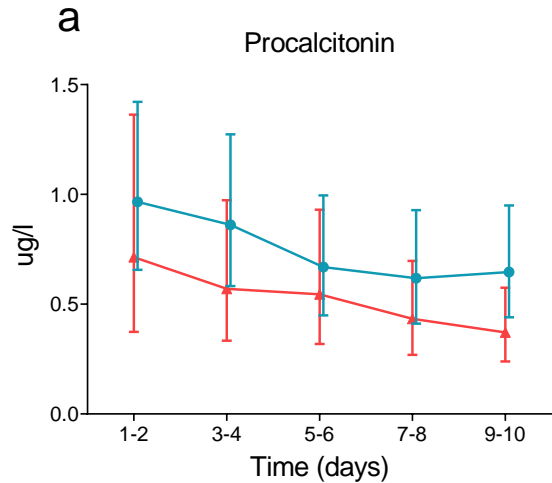 a
Procalcitonin
1.5
1.0
0.5
0.0
ug/l
1-2 3-4 5-6 7-8 9-10
Time (days)